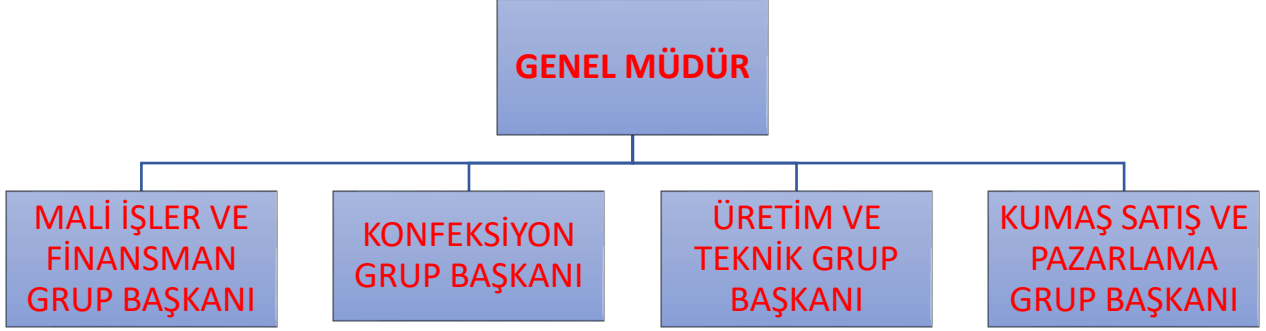 GENEL MÜDÜR
MALİ İŞLER VE
FİNANSMAN
GRUP BAŞKANI
KONFEKSİYON
GRUP BAŞKANI
ÜRETİM VE
TEKNİK GRUP
BAŞKANI
KUMAŞ SATIŞ VE
PAZARLAMA
GRUP BAŞKANI